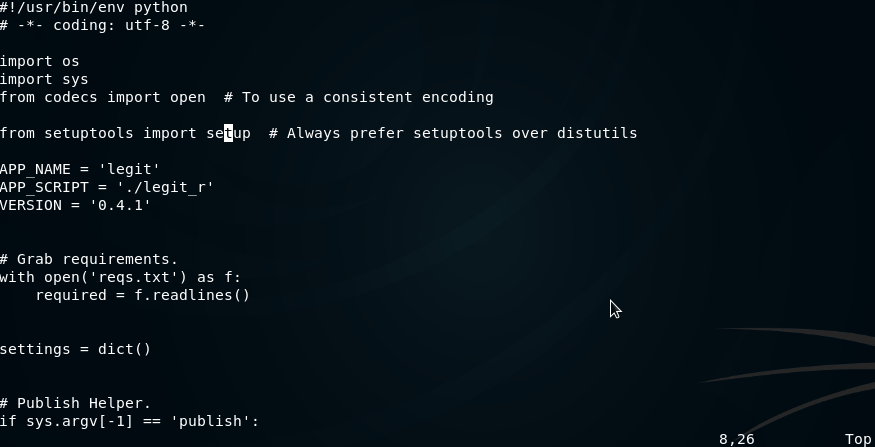 #!/usr/bin/env python
# -*- coding: utf-8 -*-

import os
import sys
from codecs import open  # To use a consistent encoding

from setuptools import setup  # Always prefer setuptools over distutils

APP_NAME = 'legit'
APP_SCRIPT = './legit_r'
VERSION = '0.4.1'


# Grab requirements.
with open('reqs.txt') as f:
    required = f.readlines()


settings = dict()


# Publish Helper.
if sys.argv[-1] == 'publish':
8,26 Top